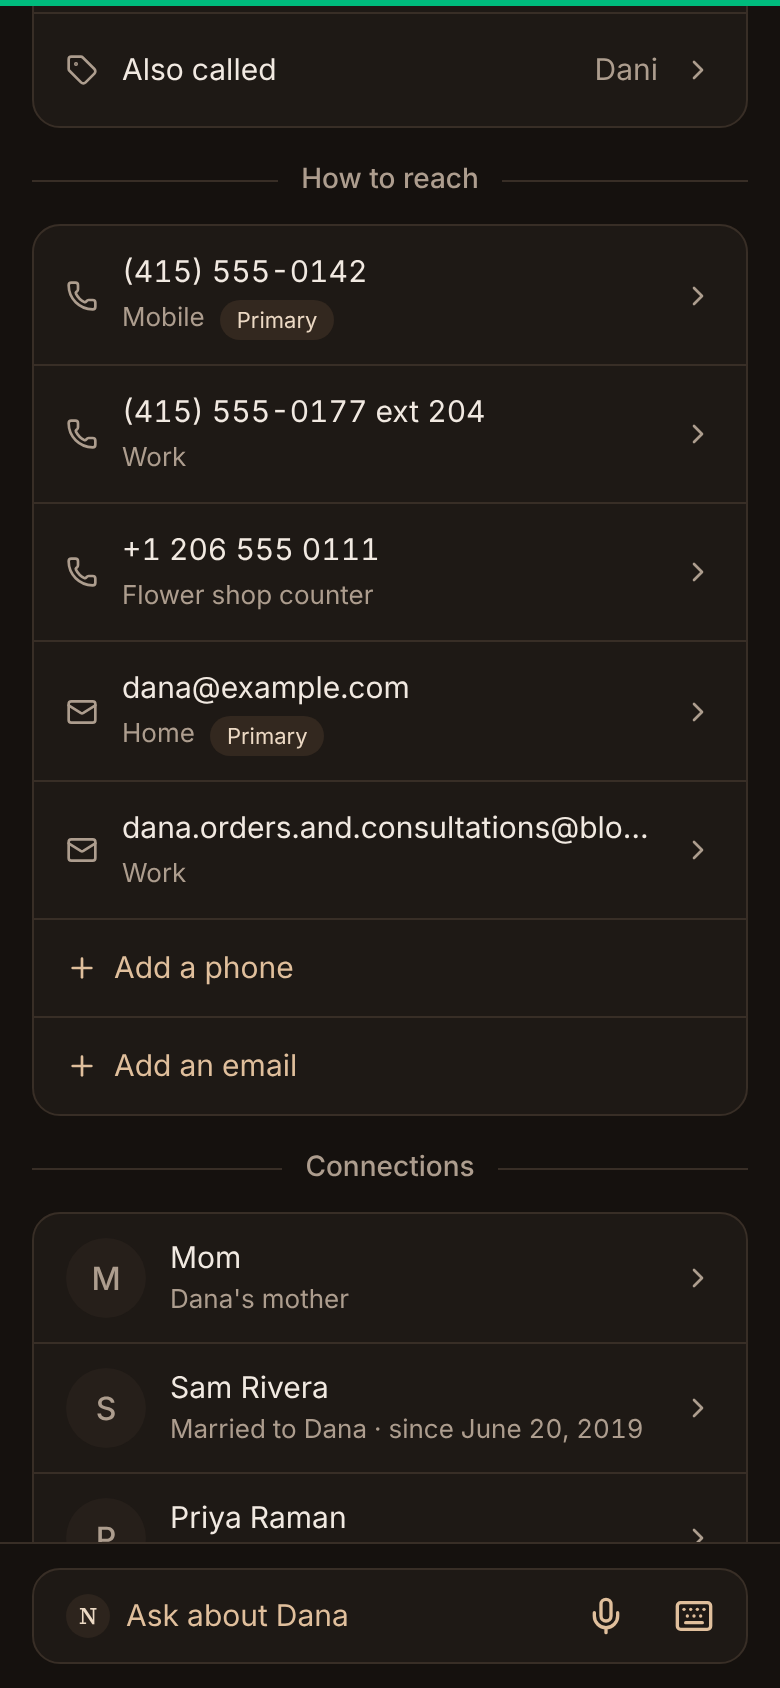 Also called
Dani
How to reach
(415) 555-0142
Mobile Primary
(415) 555-0177 ext 204
Work
+1 206 555 0111
Flower shop counter
dana@example.com
Home Primary
dana.orders.and.consultations@blo...
Work
+ Add a phone
+ Add an email
Connections
M
Mom
Dana's mother
S
Sam Rivera
Married to Dana · since June 20, 2019
P
Priya Raman
N Ask about Dana